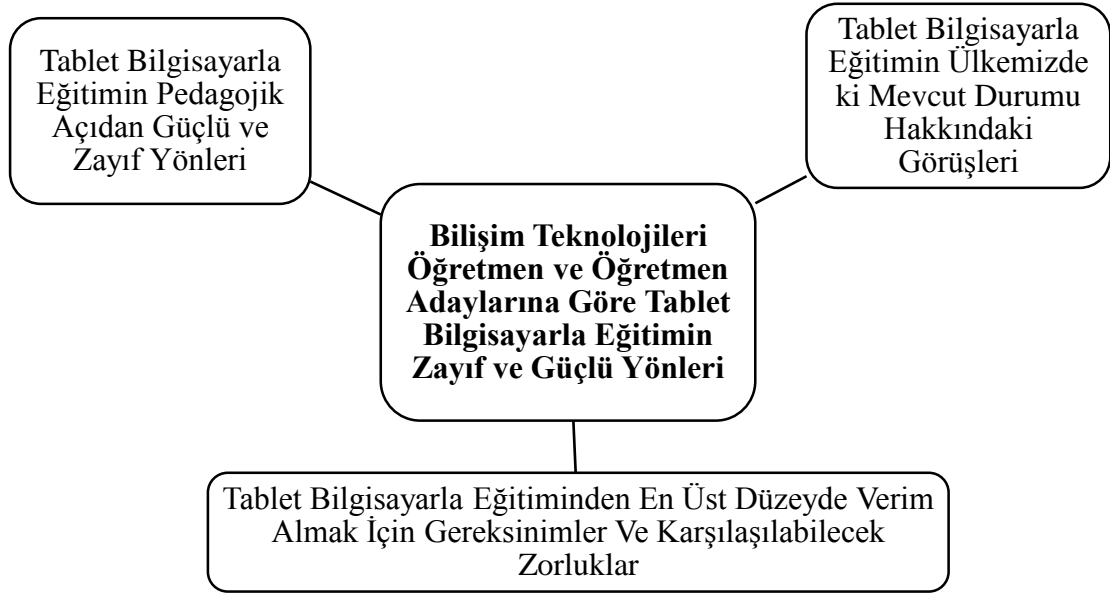 Tablet Bilgisayarla
Eğitimin Pedagojik
Açıdan Güçlü ve
Zayıf Yönleri
Tablet Bilgisayarla
Eğitimin Ülkemizde
ki Mevcut Durumu
Hakkındaki
Görüşleri
Bilişim Teknolojileri
Öğretmen ve Öğretmen
Adaylarına Göre Tablet
Bilgisayarla Eğitimin
Zayıf ve Güçlü Yönleri
Tablet Bilgisayarla Eğitiminden En Üst Düzeyde Verim
Almak İçin Gereksinimler Ve Karşılaşılabilecek
Zorluklar